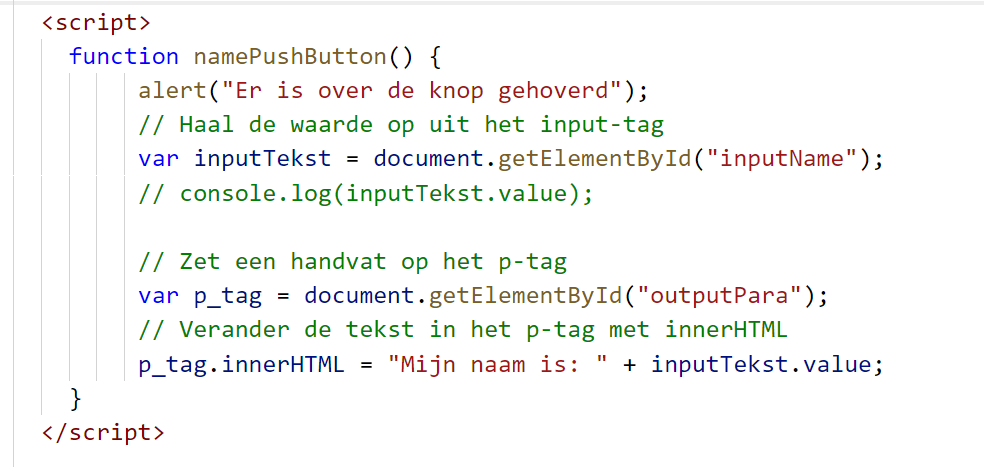 <script>
function namePushButton() {
alert("Er is over de knop gehoverd");
// Haal de waarde op uit het input-tag
var inputTekst = document.getElementById("inputName");
// console.log(inputTekst.value);
// Zet een handvat op het p-tag
var p_tag = document.getElementById("outputPara");
// Verander de tekst in het p-tag met innerHTML
p_tag.innerHTML = "Mijn naam is: " + inputTekst.value;
}
</script>